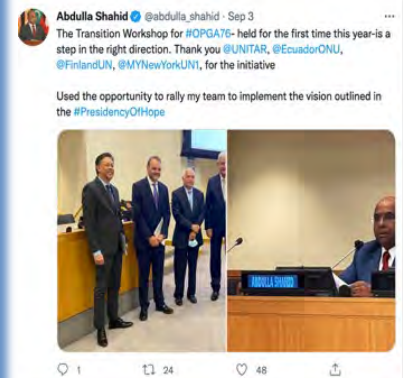 Abdulla Shahid @abdulla_shahid · Sep 3 ...
The Transition Workshop for #OPGA76- held for the first time this year-is a
step in the right direction. Thank you @UNITAR, @EcuadorONU,
@FinlandUN, @MYNewYorkUN1, for the initiative
Used the opportunity to rally my team to implement the vision outlined in
the #PresidencyOfHope
ABDULLA SHAHID
1 24 48